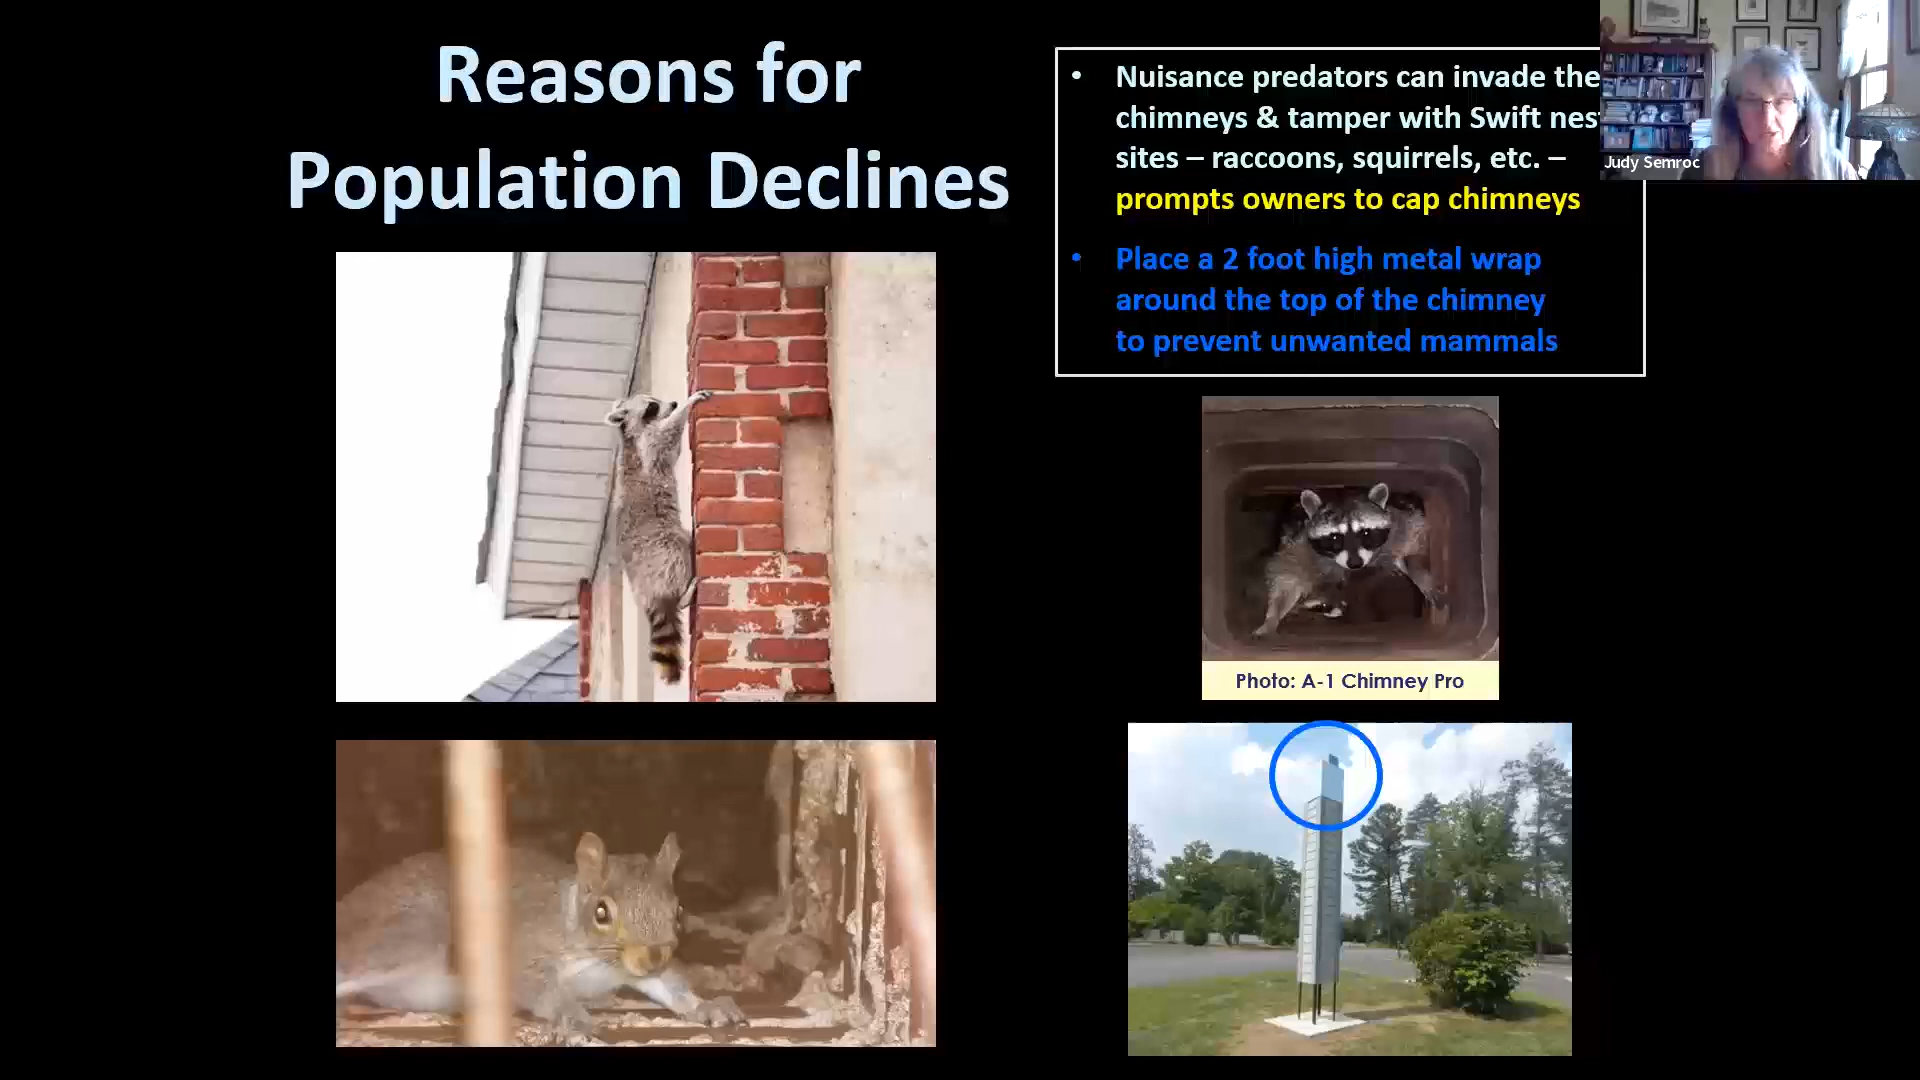 Reasons for
Population Declines
• Nuisance predators can invade the
chimneys & tamper with Swift nes
sites – raccoons, squirrels, etc. –
prompts owners to cap chimneys
• Place a 2 foot high metal wrap
around the top of the chimney
to prevent unwanted mammals
Judy Semroc
Photo: A-1 Chimney Pro